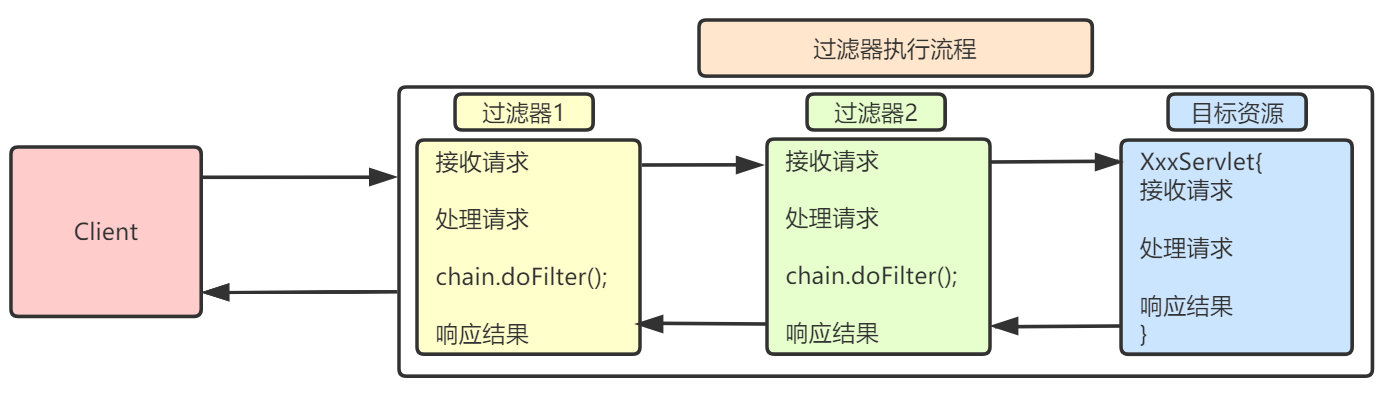 过滤器执行流程
Client
过滤器1
接收请求
处理请求
chain.doFilter();
响应结果
过滤器2
接收请求
处理请求
chain.doFilter();
响应结果
目标资源
XxxServlet{
接收请求
处理请求
响应结果
}